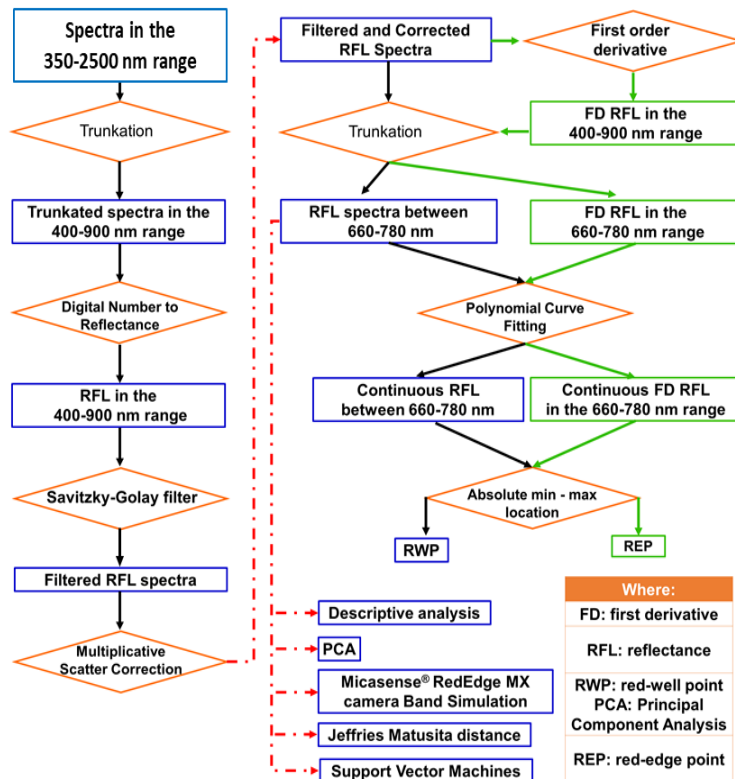 Spectra in the
350-2500 nm range
Trunkation
Trunkated spectra in the
400-900 nm range
Digital Number to
Reflectance
RFL in the
400-900 nm range
Savitzky-Golay filter
Filtered RFL spectra
Multiplicative
Scatter Correction
Filtered and Corrected
RFL Spectra
First order
derivative
FD RFL in the
400-900 nm range
Trunkation
RFL spectra between
660-780 nm
FD RFL in the
660-780 nm range
Polynomial Curve
Fitting
Continuous RFL
between 660-780 nm
Continuous FD RFL
in the 660-780 nm range
Absolute min - max
location
RWP
REP
Descriptive analysis
PCA
Micasense® RedEdge MX
camera Band Simulation
Jeffries Matusita distance
Support Vector Machines
Where:
FD: first derivative
RFL: reflectance
RWP: red-well point
PCA: Principal
Component Analysis
REP: red-edge point